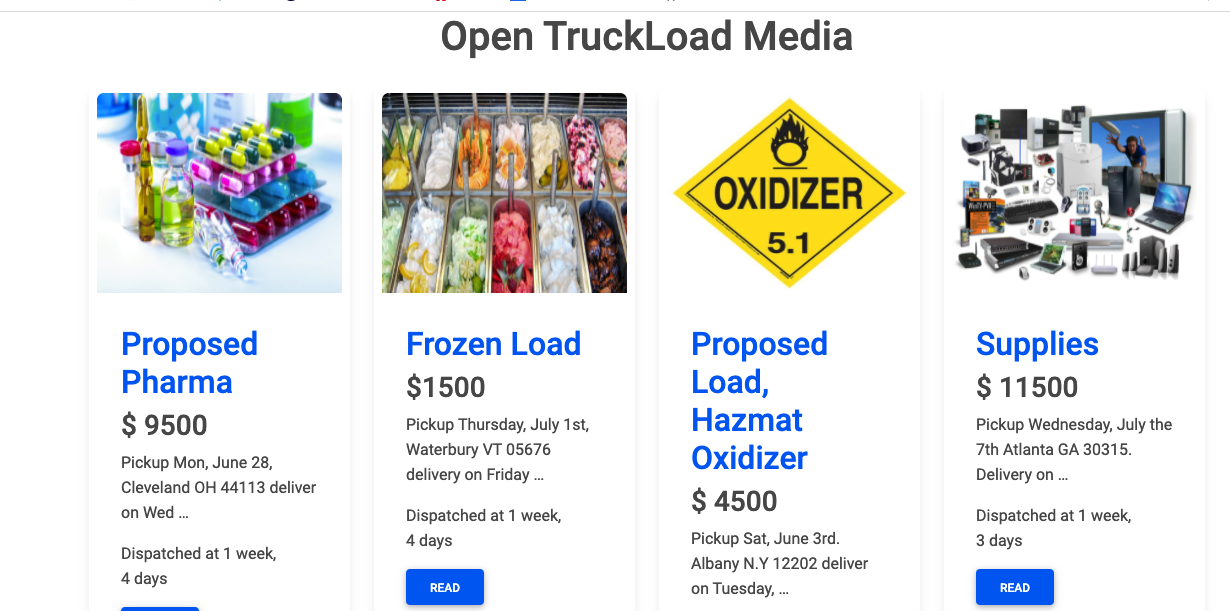 Open TruckLoad Media
OXIDIZER
5.1
Proposed
Pharma
$ 9500
Pickup Mon, June 28,
Cleveland OH 44113 deliver
on Wed ...
Dispatched at 1 week,
4 days
Frozen Load
$1500
Pickup Thursday, July 1st,
Waterbury VT 05676
delivery on Friday ...
Dispatched at 1 week,
4 days
READ
Proposed
Load,
Hazmat
Oxidizer
$ 4500
Pickup Sat, June 3rd.
Albany N.Y 12202 deliver
on Tuesday, ...
Supplies
$ 11500
Pickup Wednesday, July the
7th Atlanta GA 30315.
Delivery on ...
Dispatched at 1 week,
3 days
READ